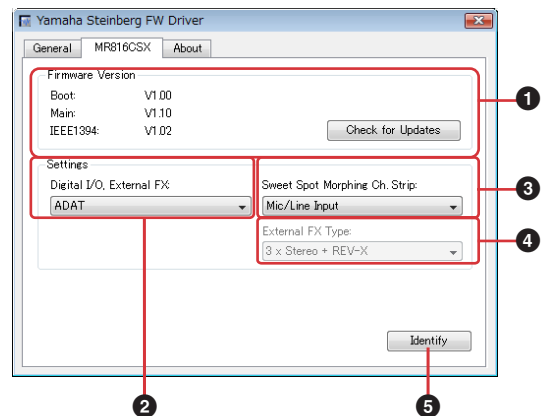 Yamaha Steinberg FW Driver
General MR816CSX About
Firmware Version
Boot: V1.00
Main: V1.10
IEEE1394: V1.02
Check for Updates
1
Settings
Digital I/O, External FX:
ADAT
Sweet Spot Morphing Ch. Strip:
Mic/Line Input
3
External FX Type:
3 x Stereo + REV-X
4
Identify
2
5